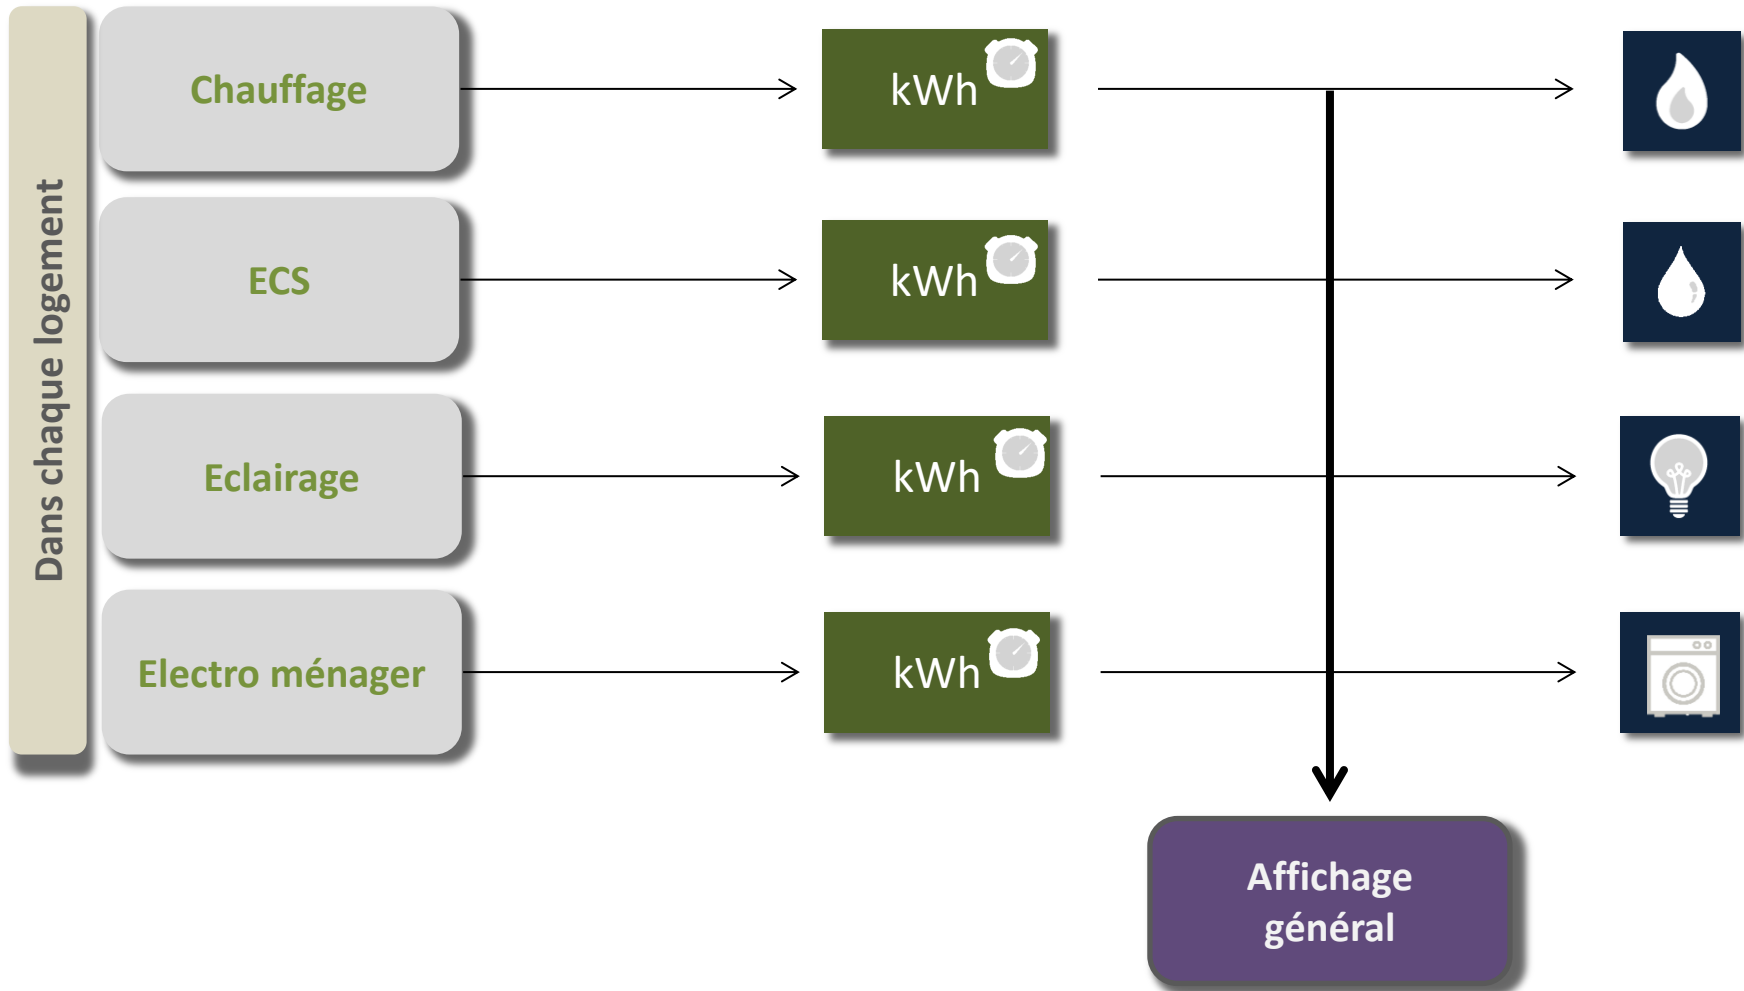 Dans chaque logement
Chauffage
kWh
ECS
kWh
Eclairage
kWh
Electro ménager
kWh
Affichage
général